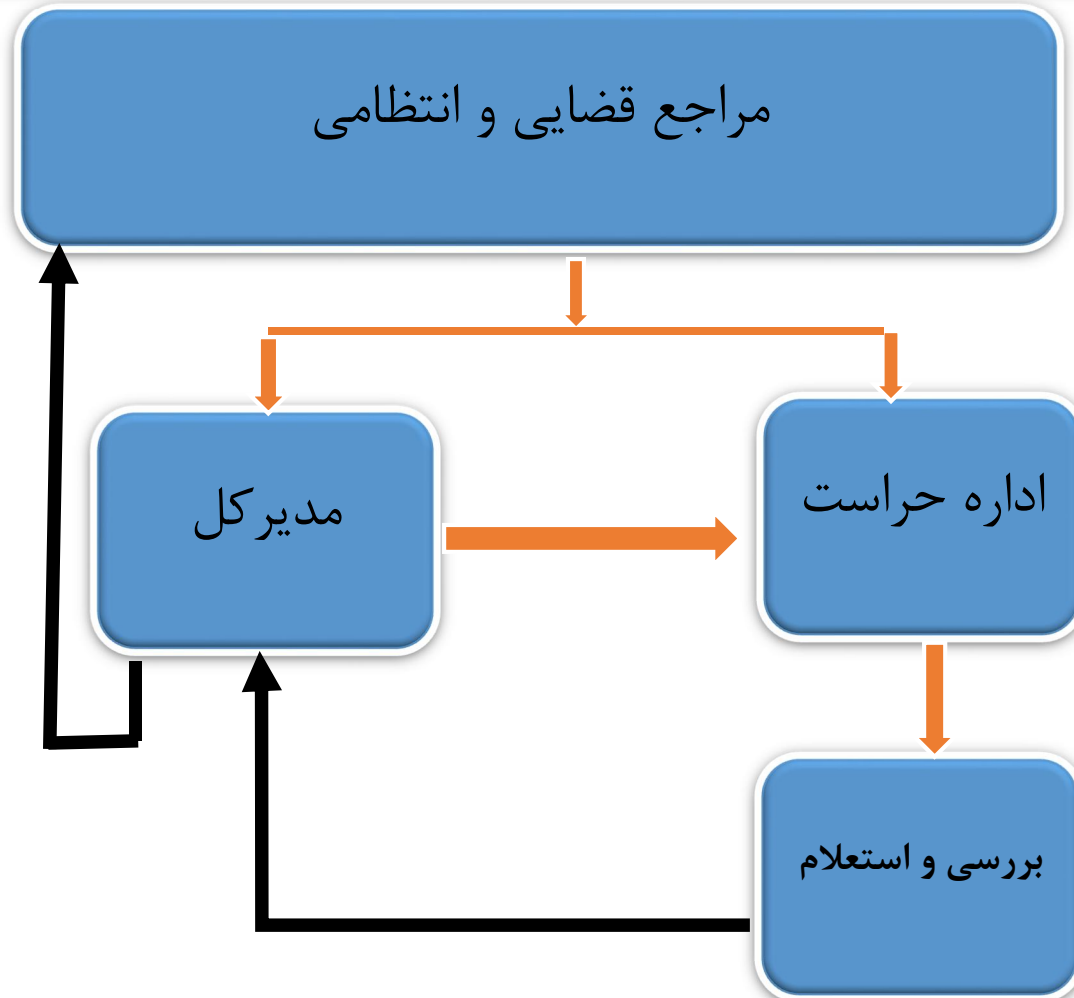 مراجع قضایی و انتظامی
اداره حراست
مدیرکل
بررسی و استعلام